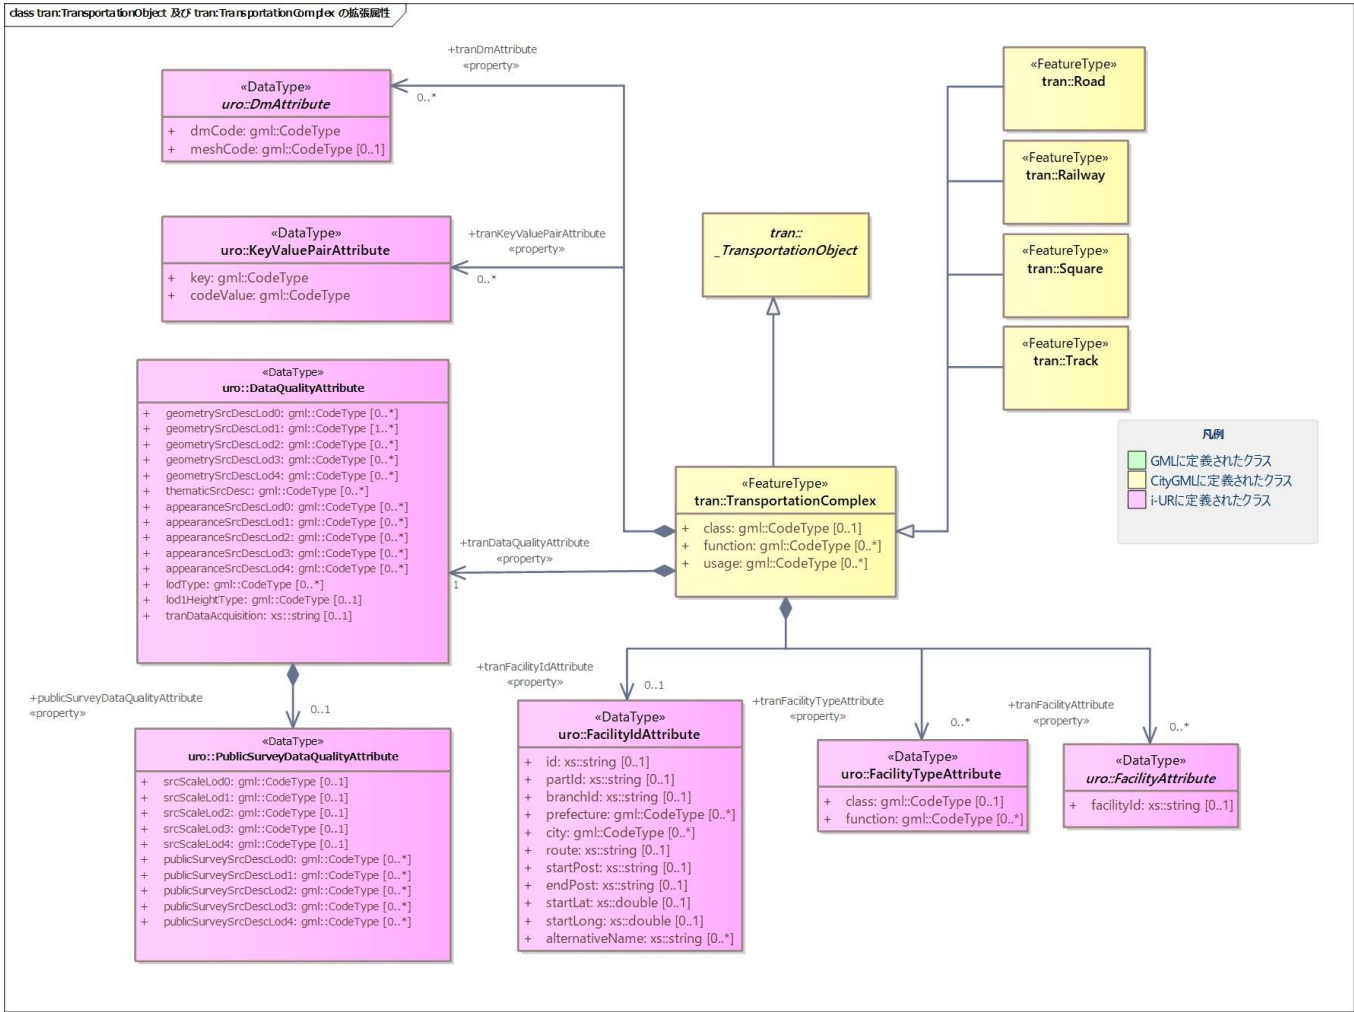 class tran:TransportationObject 及び tran:TransportationComplex の拡張属性
+tranDmAttribute
«property»
0..*
«DataType»
uro::DmAttribute
+ dmCode: gml::CodeType
+ meshCode: gml::CodeType [0..1]
«FeatureType»
tran::Road
«FeatureType»
tran::Railway
«FeatureType»
tran::Square
«FeatureType»
tran::Track
«DataType»
uro::KeyValuePairAttribute
+ key: gml::CodeType
+ codeValue: gml::CodeType
+tranKeyValuePairAttribute
«property»
0..*
tran::
_TransportationObject
«DataType»
uro::DataQualityAttribute
+ geometrySrcDescLod0: gml::CodeType [0..*]
+ geometrySrcDescLod1: gml::CodeType [1..*]
+ geometrySrcDescLod2: gml::CodeType [0..*]
+ geometrySrcDescLod3: gml::CodeType [0..*]
+ geometrySrcDescLod4: gml::CodeType [0..*]
+ thematicSrcDesc: gml::CodeType [0..*]
+ appearanceSrcDescLod0: gml::CodeType [0..*]
+ appearanceSrcDescLod1: gml::CodeType [0..*]
+ appearanceSrcDescLod2: gml::CodeType [0..*]
+ appearanceSrcDescLod3: gml::CodeType [0..*]
+ appearanceSrcDescLod4: gml::CodeType [0..*]
+ lodType: gml::CodeType [0..*]
+ lod1HeightType: gml::CodeType [0..1]
+ tranDataAcquisition: xs::string [0..1]
凡例
GMLに定義されたクラス
CityGMLに定義されたクラス
i-URに定義されたクラス
«FeatureType»
tran::TransportationComplex
+ class: gml::CodeType [0..1]
+ function: gml::CodeType [0..*]
+ usage: gml::CodeType [0..*]
+tranDataQualityAttribute
«property»
1
+publicSurveyDataQualityAttribute
«property»
0..1
«DataType»
uro::PublicSurveyDataQualityAttribute
+ srcScaleLod0: gml::CodeType [0..1]
+ srcScaleLod1: gml::CodeType [0..1]
+ srcScaleLod2: gml::CodeType [0..1]
+ srcScaleLod3: gml::CodeType [0..1]
+ srcScaleLod4: gml::CodeType [0..1]
+ publicSurveySrcDescLod0: gml::CodeType [0..*]
+ publicSurveySrcDescLod1: gml::CodeType [0..*]
+ publicSurveySrcDescLod2: gml::CodeType [0..*]
+ publicSurveySrcDescLod3: gml::CodeType [0..*]
+ publicSurveySrcDescLod4: gml::CodeType [0..*]
+tranFacilityIdAttribute
«property»
0..1
«DataType»
uro::FacilityIdAttribute
+ id: xs::string [0..1]
+ partId: xs::string [0..1]
+ branchId: xs::string [0..1]
+ prefecture: gml::CodeType [0..*]
+ city: gml::CodeType [0..*]
+ route: xs::string [0..1]
+ startPost: xs::string [0..1]
+ endPost: xs::string [0..1]
+ startLat: xs::double [0..1]
+ startLong: xs::double [0..1]
+ alternativeName: xs::string [0..*]
+tranFacilityTypeAttribute
«property»
0..*
«DataType»
uro::FacilityTypeAttribute
+ class: gml::CodeType [0..1]
+ function: gml::CodeType [0..*]
+tranFacilityAttribute
«property»
0..*
«DataType»
uro::FacilityAttribute
+ facilityId: xs::string [0..1]